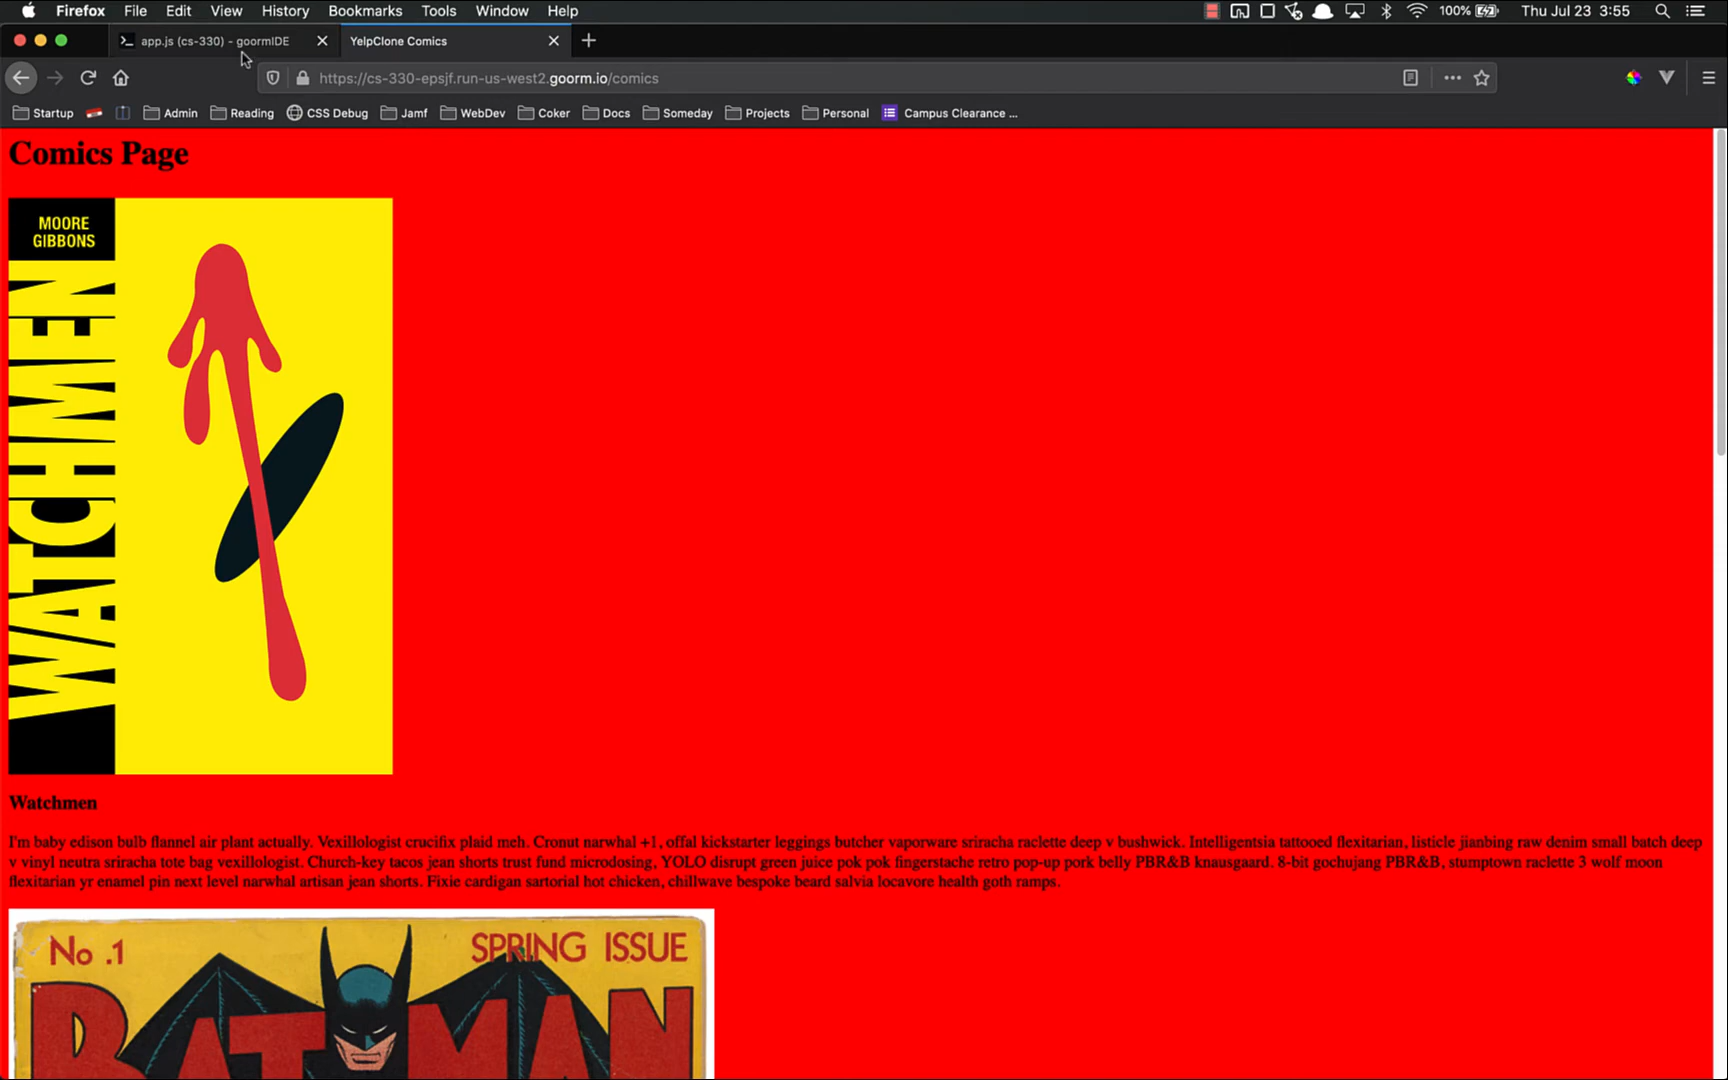 Firefox File Edit View History Bookmarks Tools Window Help 100% Thu Jul 23 3:55
app.js (cs-330) - goormIDE YelpClone Comics
https://cs-330-epsjf.run-us-west2.goorm.io/comics
Startup Admin Reading CSS Debug Jamf WebDev Coker Docs Someday Projects Personal Campus Clearance ...
Comics Page
MOORE
GIBBONS
WATCHMEN
Watchmen
I'm baby edison bulb flannel air plant actually. Vexillologist crucifix plaid meh. Cronut narwhal +1, offal kickstarter leggings butcher vaporware sriracha raclette deep v bushwick. Intelligentsia tattooed flexitarian, listicle jianbing raw denim small batch deep
v vinyl neutra sriracha tote bag vexillologist. Church-key tacos jean shorts trust fund microdosing, YOLO disrupt green juice pok pok fingerstache retro pop-up pork belly PBR&B knausgaard. 8-bit gochujang PBR&B, stumptown raclette 3 wolf moon
flexitarian yr enamel pin next level narwhal artisan jean shorts. Fixie cardigan sartorial hot chicken, chillwave bespoke beard salvia locavore health goth ramps.
No .1 SPRING ISSUE
BATMAN